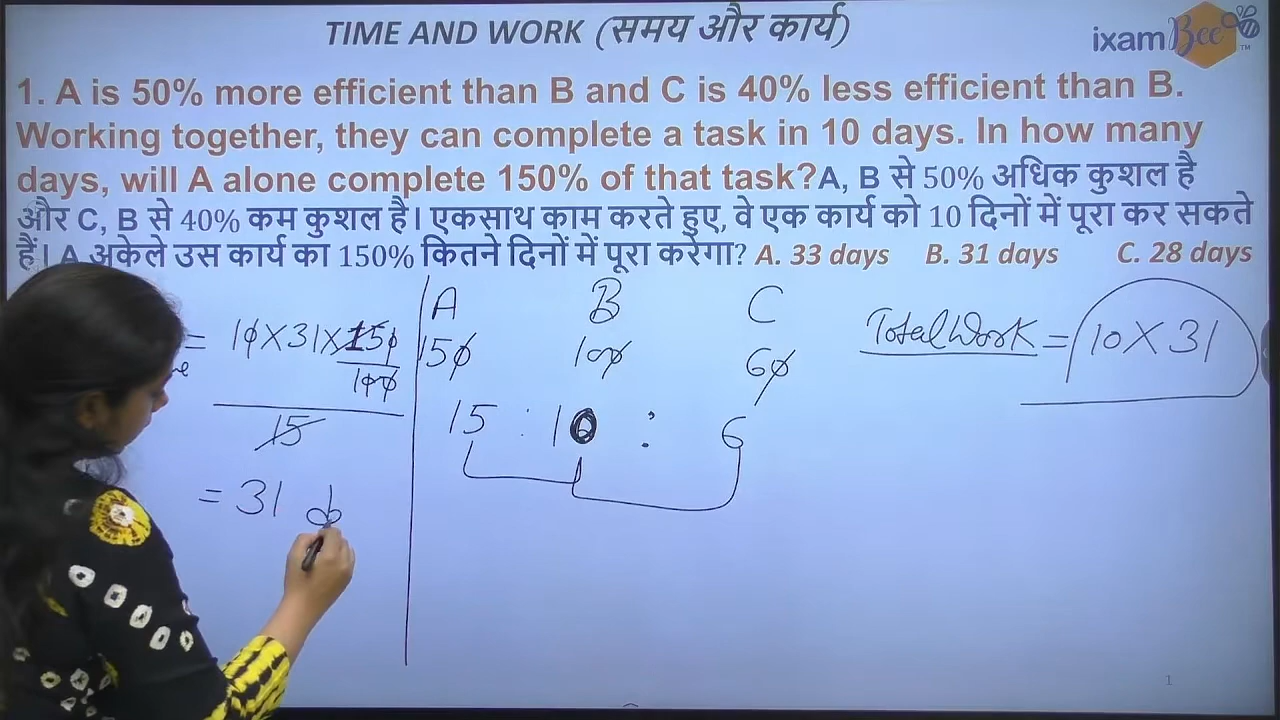 TIME AND WORK (समय और कार्य)
ixamBee
TM
1. A is 50% more efficient than B and C is 40% less efficient than B.
Working together, they can complete a task in 10 days. In how many
days, will A alone complete 150% of that task?A, B से 50% अधिक कुशल है
और C, B से 40% कम कुशल है। एकसाथ काम करते हुए, वे एक कार्य को 10 दिनों में पूरा कर सकते
हैं। A अकेले उस कार्य का 150% कितने दिनों में पूरा करेगा? A. 33 days B. 31 days C. 28 days
A B C
150 100 60
15 : 10 : 6
Total Work = 10 X 31
= 10 X 31 X 150
100
15
= 31 d
1